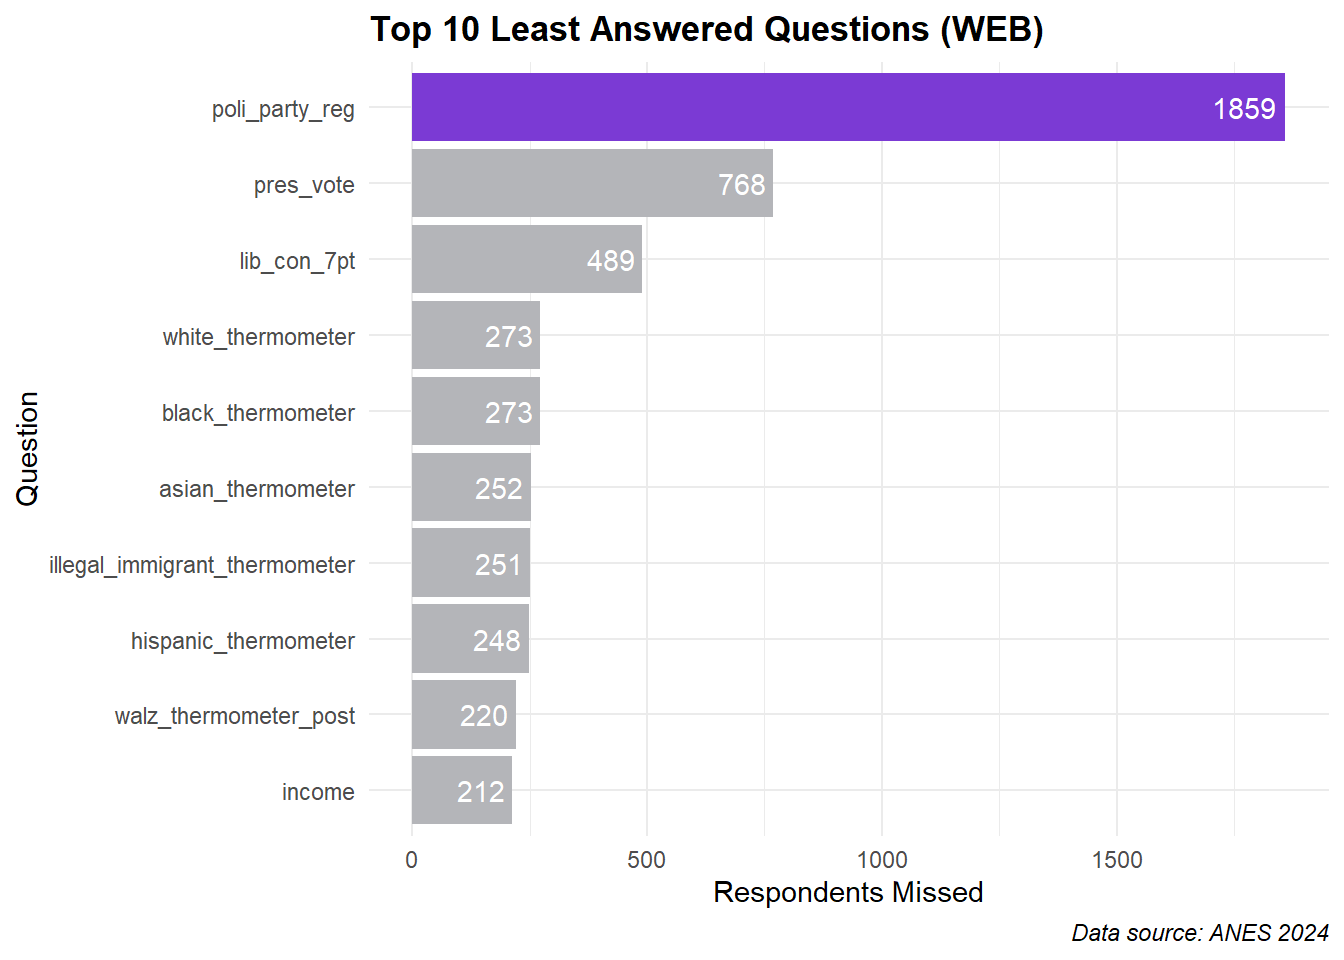 Top 10 Least Answered Questions (WEB)
Question
poli_party_reg 1859
pres_vote 768
lib_con_7pt 489
white_thermometer 273
black_thermometer 273
asian_thermometer 252
illegal_immigrant_thermometer 251
hispanic_thermometer 248
walz_thermometer_post 220
income 212
0 500 1000 1500
Respondents Missed
Data source: ANES 2024